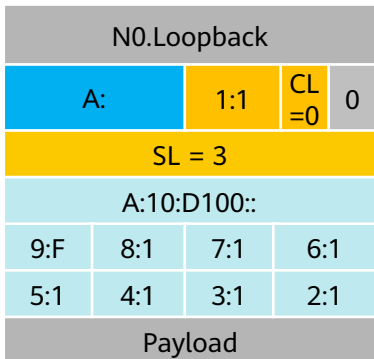 N0.Loopback
A: 1:1 CL =0 0
SL = 3
A:10:D100::
9:F 8:1 7:1 6:1
5:1 4:1 3:1 2:1
Payload